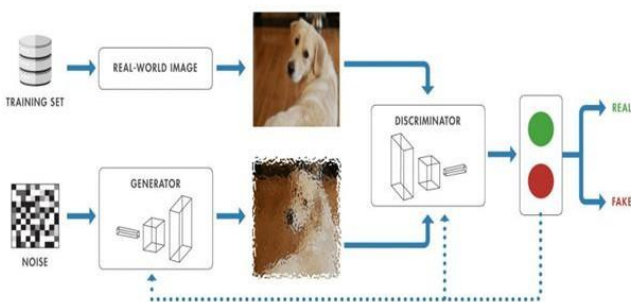 TRAINING SET
REAL-WORLD IMAGE
DISCRIMINATOR
REAL
FAKE
GENERATOR
NOISE